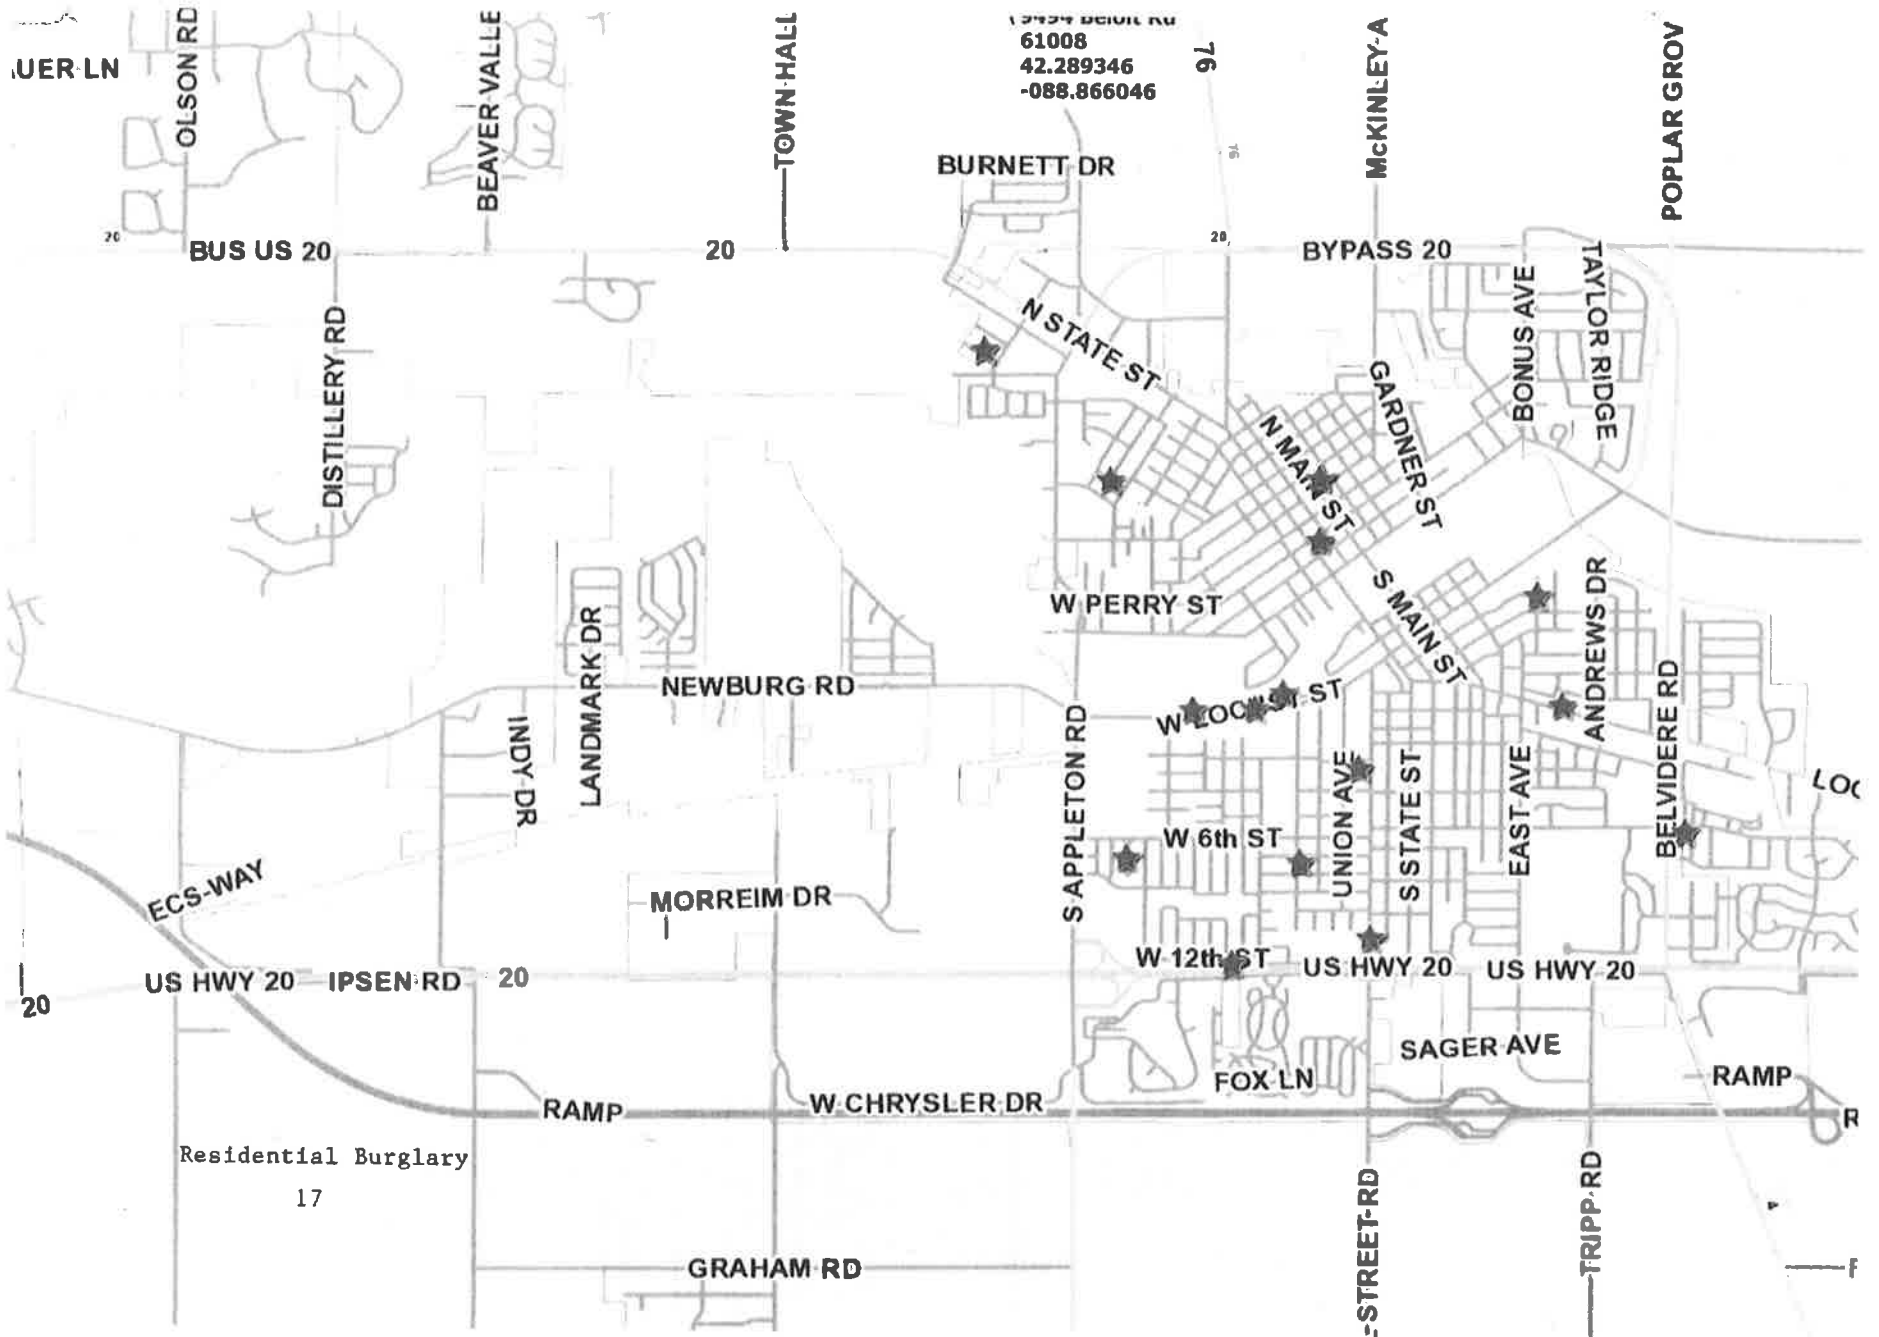 61008
42.289346
-088.866046
76
UER LN
OLSON RD
BEAVER VALLE
TOWN HALL
McKINLEY A
POPLAR GROV
76
BURNETT DR
20
BUS US 20
20
20
BYPASS 20
TAYLOR RIDGE
BONUS AVE
DISTILLERY RD
N STATE ST
GARDNER ST
N MAIN ST
W PERRY ST
S MAIN ST
ANDREWS DR
LANDMARK DR
NEWBURG RD
W LOCUST ST
INDY DR
S APPLETON RD
UNION AVE
S STATE ST
EAST AVE
BELVIDERE RD
LOC
W 6th ST
ECS-WAY
MORREIM DR
W 12th ST
US HWY 20
IPSEN RD
20
US HWY 20
US HWY 20
20
SAGER AVE
FOX LN
RAMP
RAMP
W CHRYSLER DR
R
Residential Burglary
17
STREET RD
TRIPP RD
4
GRAHAM RD